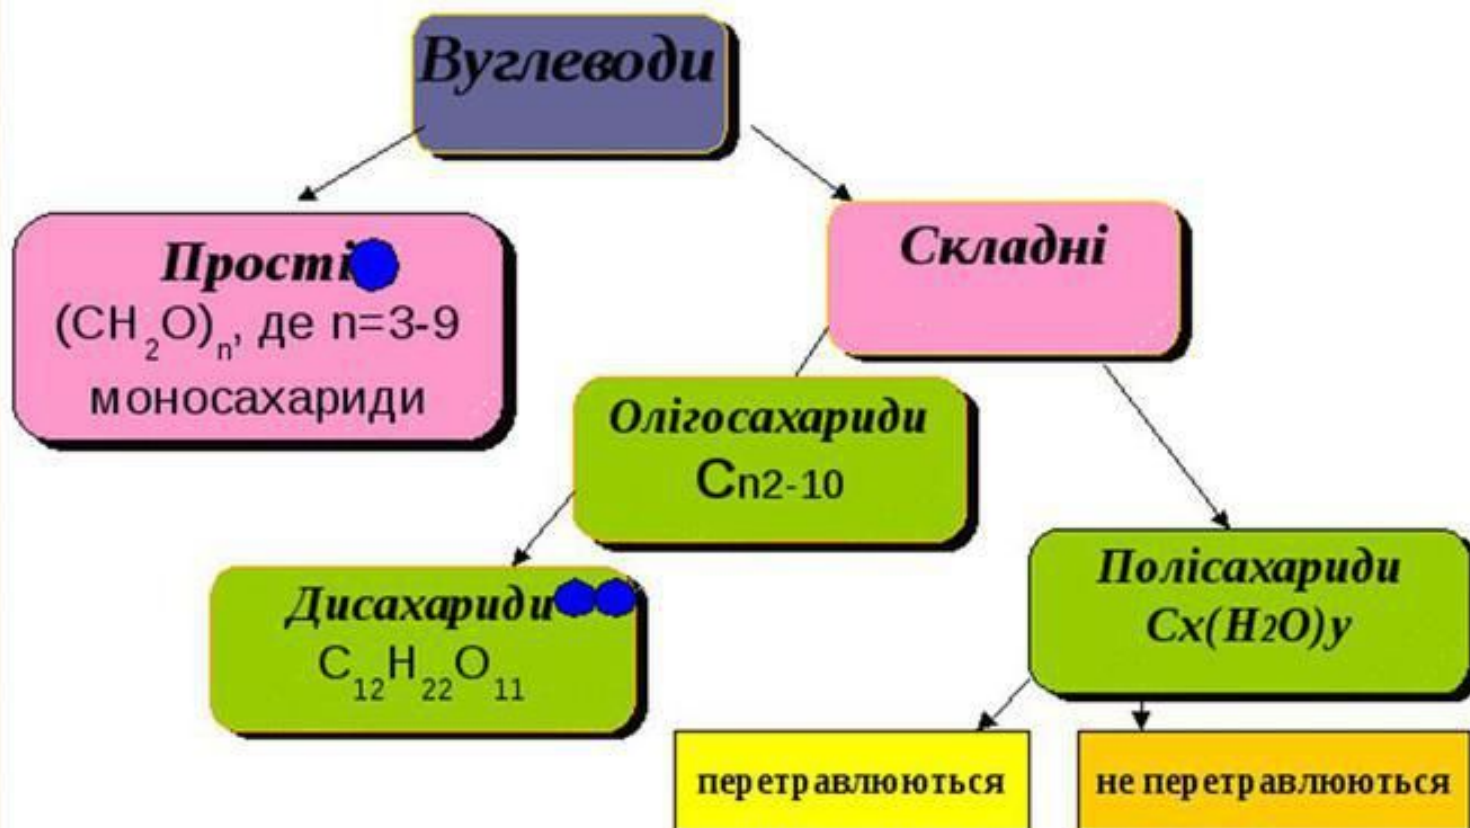 Вуглеводи
Прості
(CH2O)n, де n=3-9
моносахариди
Складні
Олігосахариди
Cn2-10
Дисахариди
C12H22O11
Полісахариди
Cx(H2O)y
перетравлюються
не перетравлюються